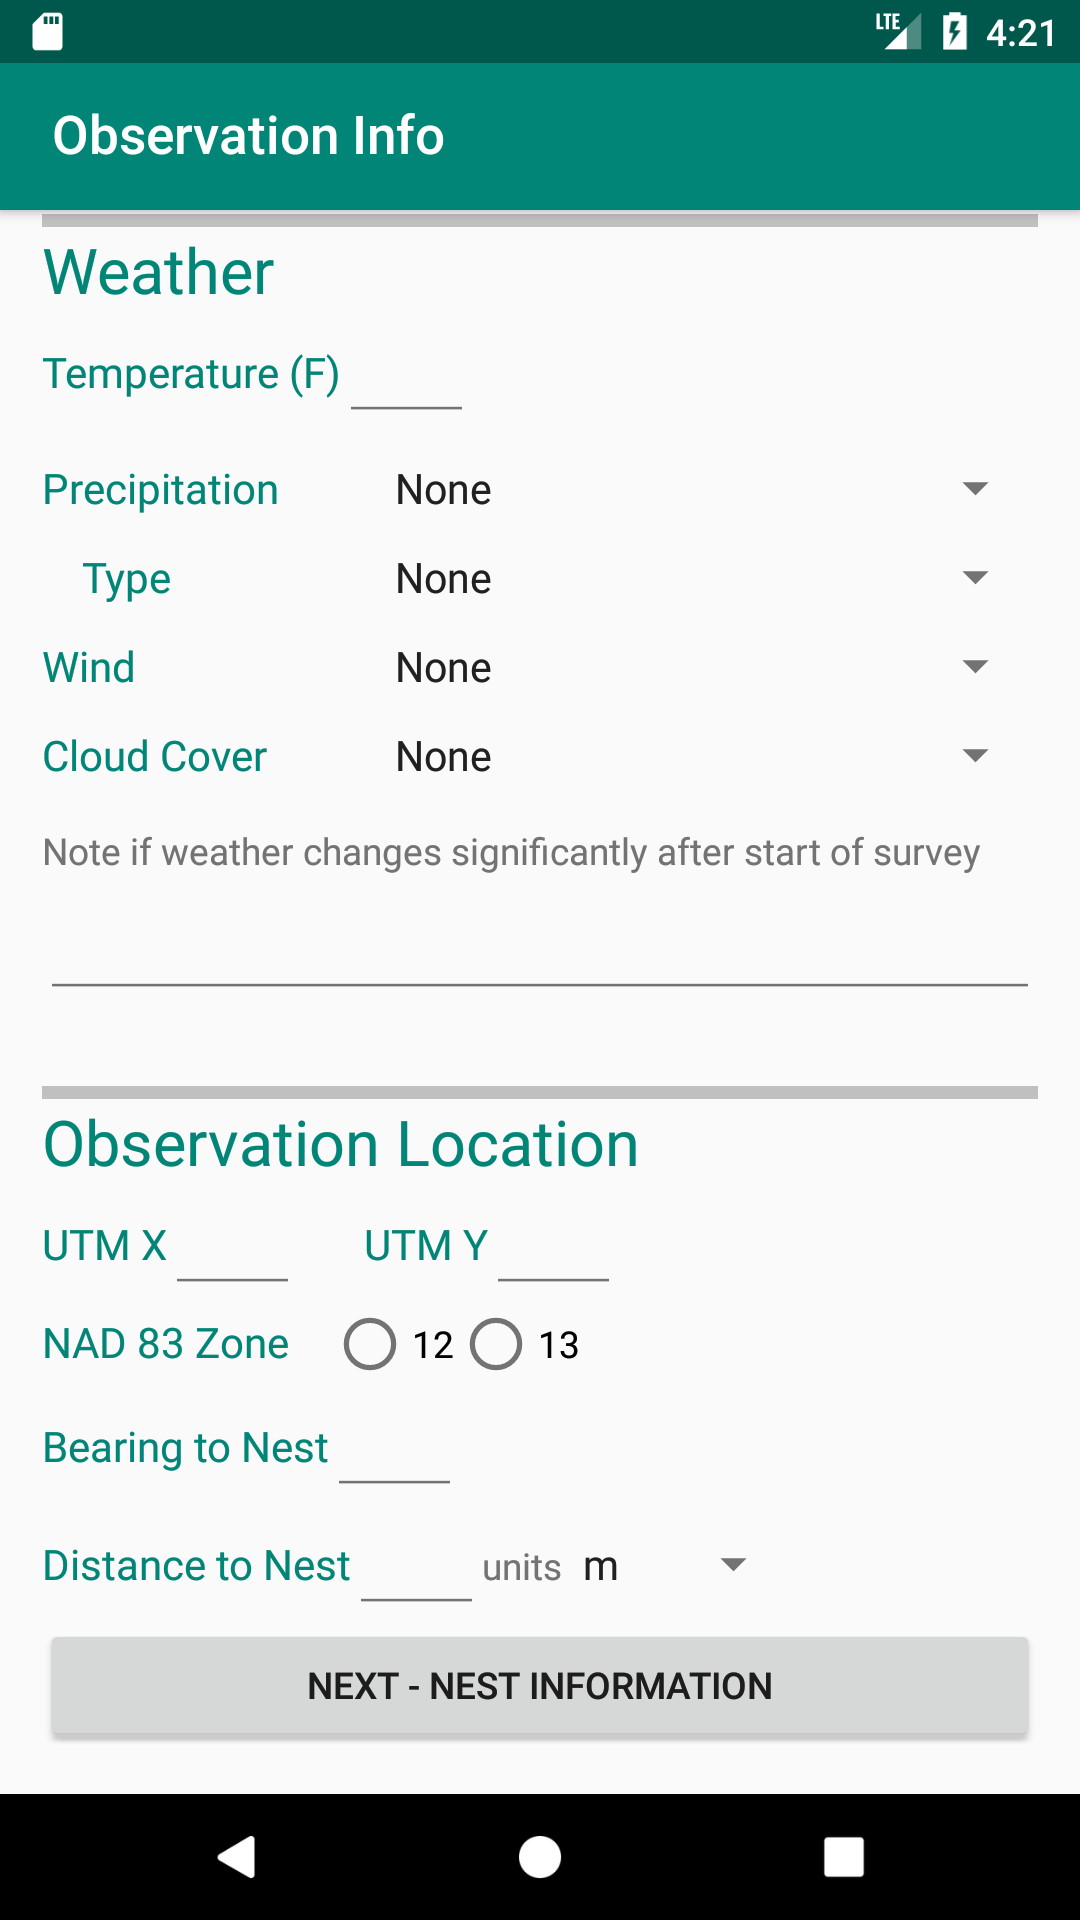 LTE 4:21
Observation Info
Weather
Temperature (F)
Precipitation None
Type None
Wind None
Cloud Cover None
Note if weather changes significantly after start of survey
Observation Location
UTM X UTM Y
NAD 83 Zone 12 13
Bearing to Nest
Distance to Nest units m
NEXT - NEST INFORMATION